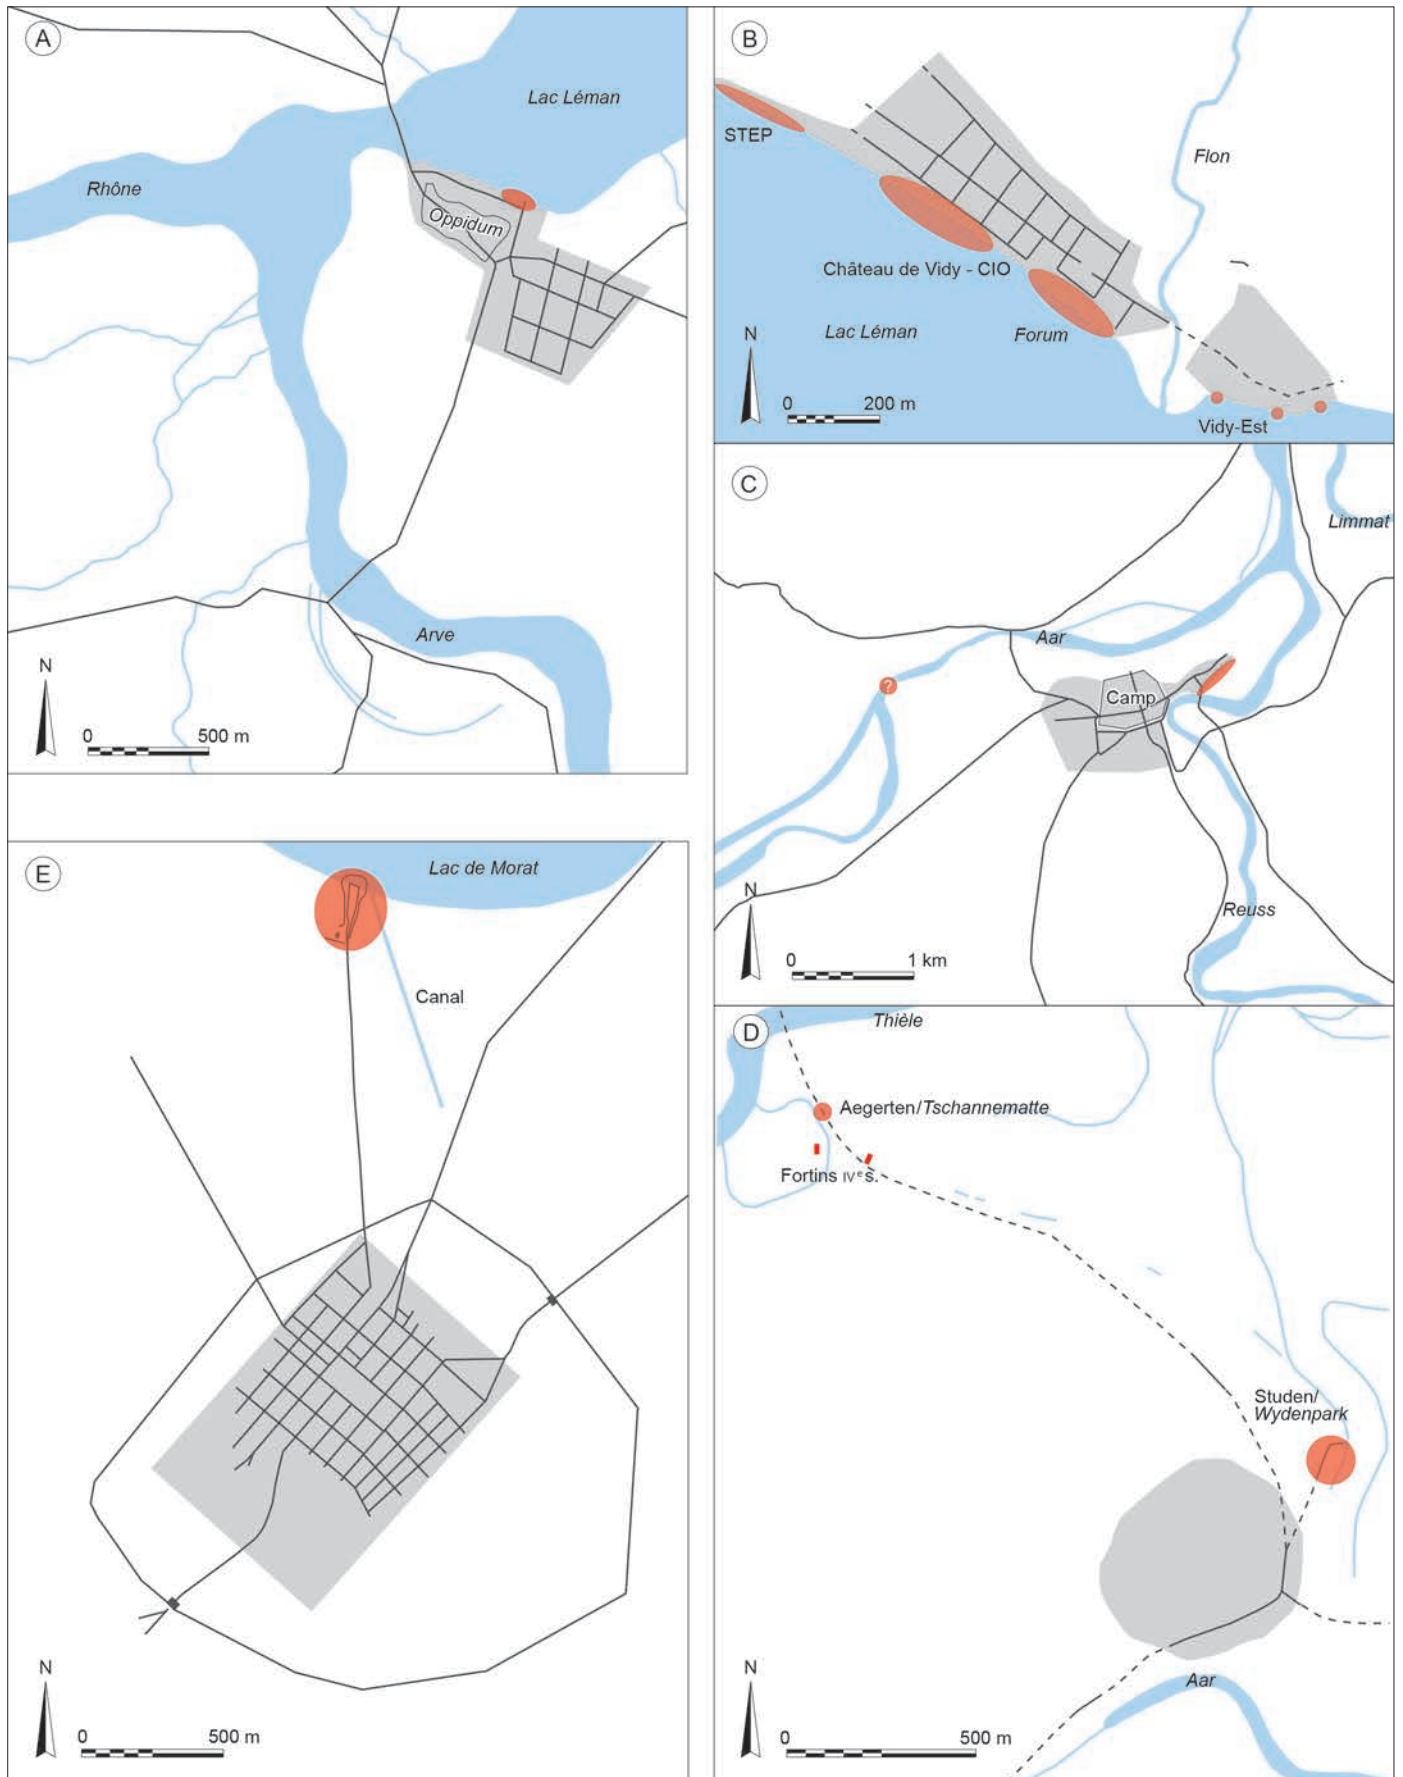 A
Lac Léman
Rhône
Oppidum
Arve
N
0 500 m
B
STEP
Flon
Château de Vidy - CIO
Lac Léman
Forum
N
0 200 m
Vidy-Est
C
Limmat
Aar
?
Camp
N
Reuss
0 1 km
D
Thièle
Aegerten/Tschannematte
Fortins IVe s.
Studen/
Wydenpark
Aar
N
0 500 m
E
Lac de Morat
Canal
N
0 500 m